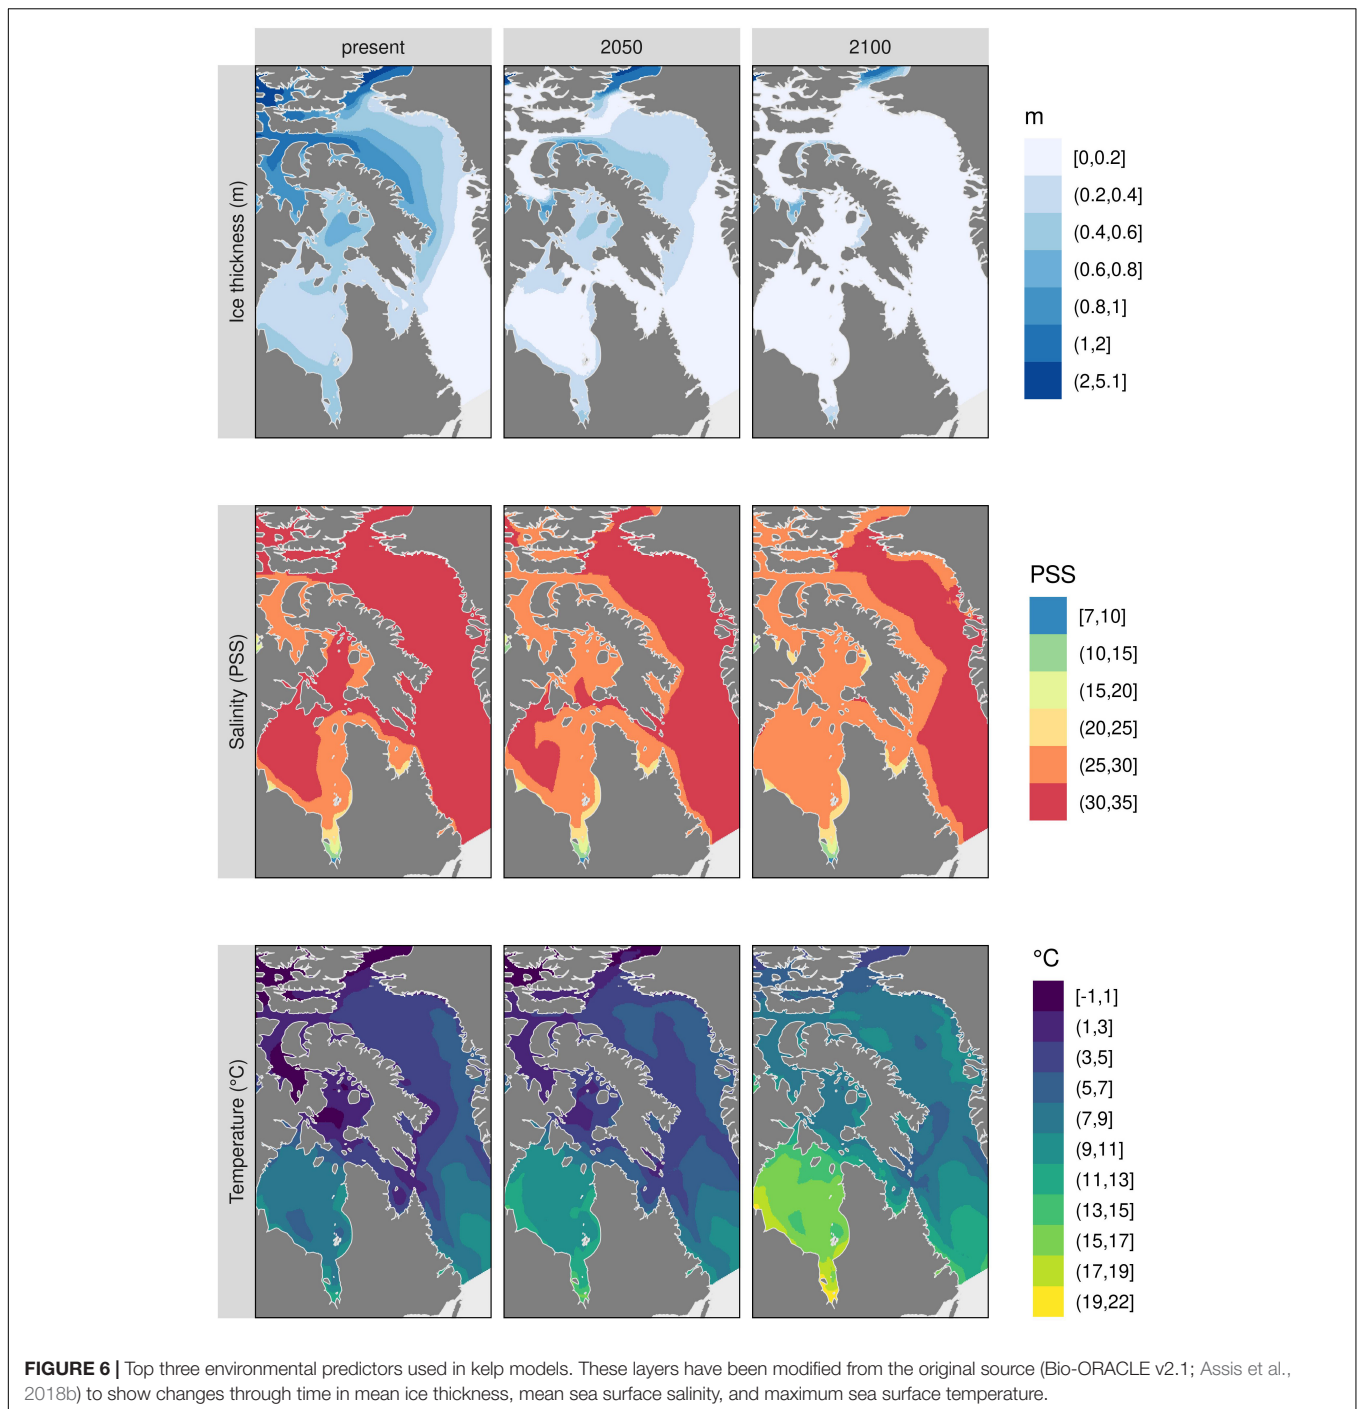 present 2050 2100
Ice thickness (m)
m
[0,0.2]
(0.2,0.4]
(0.4,0.6]
(0.6,0.8]
(0.8,1]
(1,2]
(2,5.1]
Salinity (PSS)
PSS
[7,10]
(10,15]
(15,20]
(20,25]
(25,30]
(30,35]
Temperature (°C)
°C
[-1,1]
(1,3]
(3,5]
(5,7]
(7,9]
(9,11]
(11,13]
(13,15]
(15,17]
(17,19]
(19,22]
FIGURE 6 | Top three environmental predictors used in kelp models. These layers have been modified from the original source (Bio-ORACLE v2.1; Assis et al.,
2018b) to show changes through time in mean ice thickness, mean sea surface salinity, and maximum sea surface temperature.